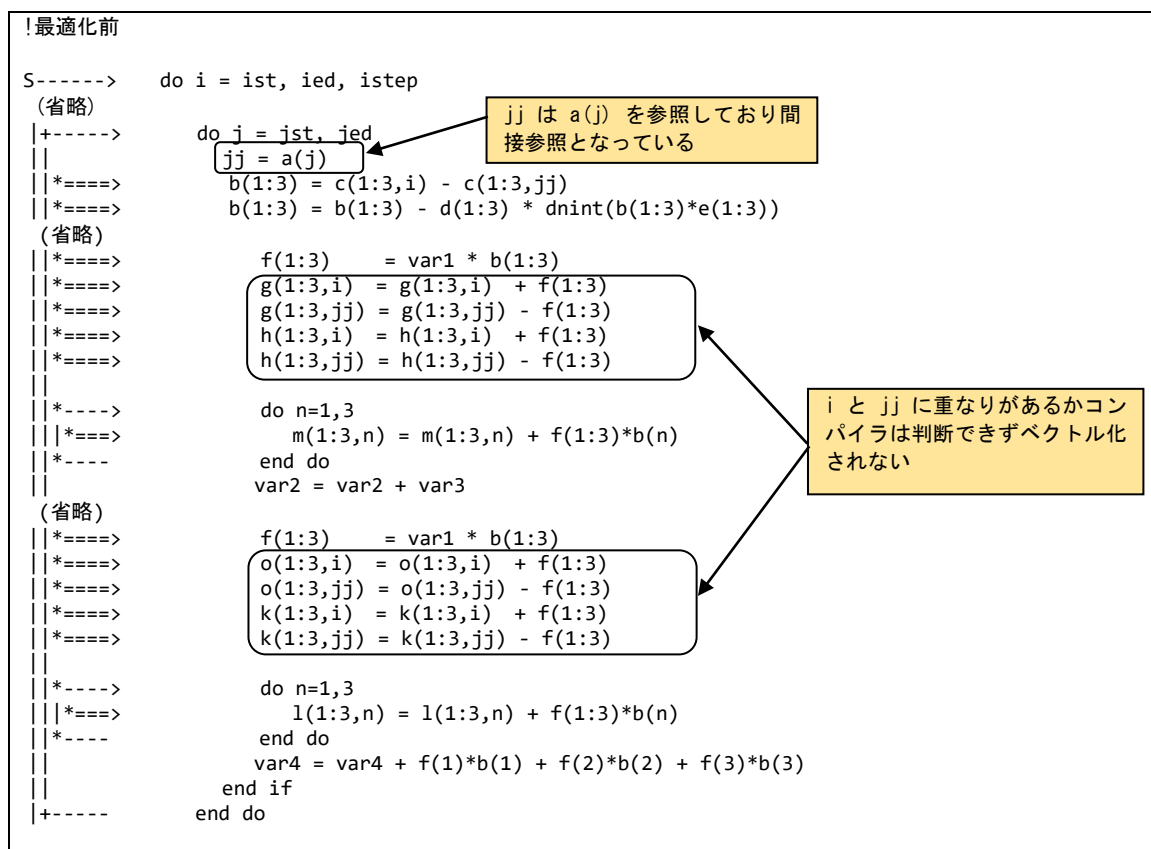 !最適化前
S------>    do i = ist, ied, istep
(省略)
|+----->        do j = jst, jed
||                jj = a(j)
||*====>          b(1:3) = c(1:3,i) - c(1:3,jj)
||*====>          b(1:3) = b(1:3) - d(1:3) * dnint(b(1:3)*e(1:3))
(省略)
||*====>             f(1:3)    = var1 * b(1:3)
||*====>             g(1:3,i)  = g(1:3,i)  + f(1:3)
||*====>             g(1:3,jj) = g(1:3,jj) - f(1:3)
||*====>             h(1:3,i)  = h(1:3,i)  + f(1:3)
||*====>             h(1:3,jj) = h(1:3,jj) - f(1:3)
||
||*---->             do n=1,3
|||*===>               m(1:3,n) = m(1:3,n) + f(1:3)*b(n)
||*----              end do
||                   var2 = var2 + var3
(省略)
||*====>             f(1:3)    = var1 * b(1:3)
||*====>             o(1:3,i)  = o(1:3,i)  + f(1:3)
||*====>             o(1:3,jj) = o(1:3,jj) - f(1:3)
||*====>             k(1:3,i)  = k(1:3,i)  + f(1:3)
||*====>             k(1:3,jj) = k(1:3,jj) - f(1:3)
||
||*---->             do n=1,3
|||*===>               l(1:3,n) = l(1:3,n) + f(1:3)*b(n)
||*----              end do
||                   var4 = var4 + f(1)*b(1) + f(2)*b(2) + f(3)*b(3)
||                end if
|+-----         end do
jj は a(j) を参照しており間
接参照となっている
i と jj に重なりがあるかコン
パイラは判断できずベクトル化
されない